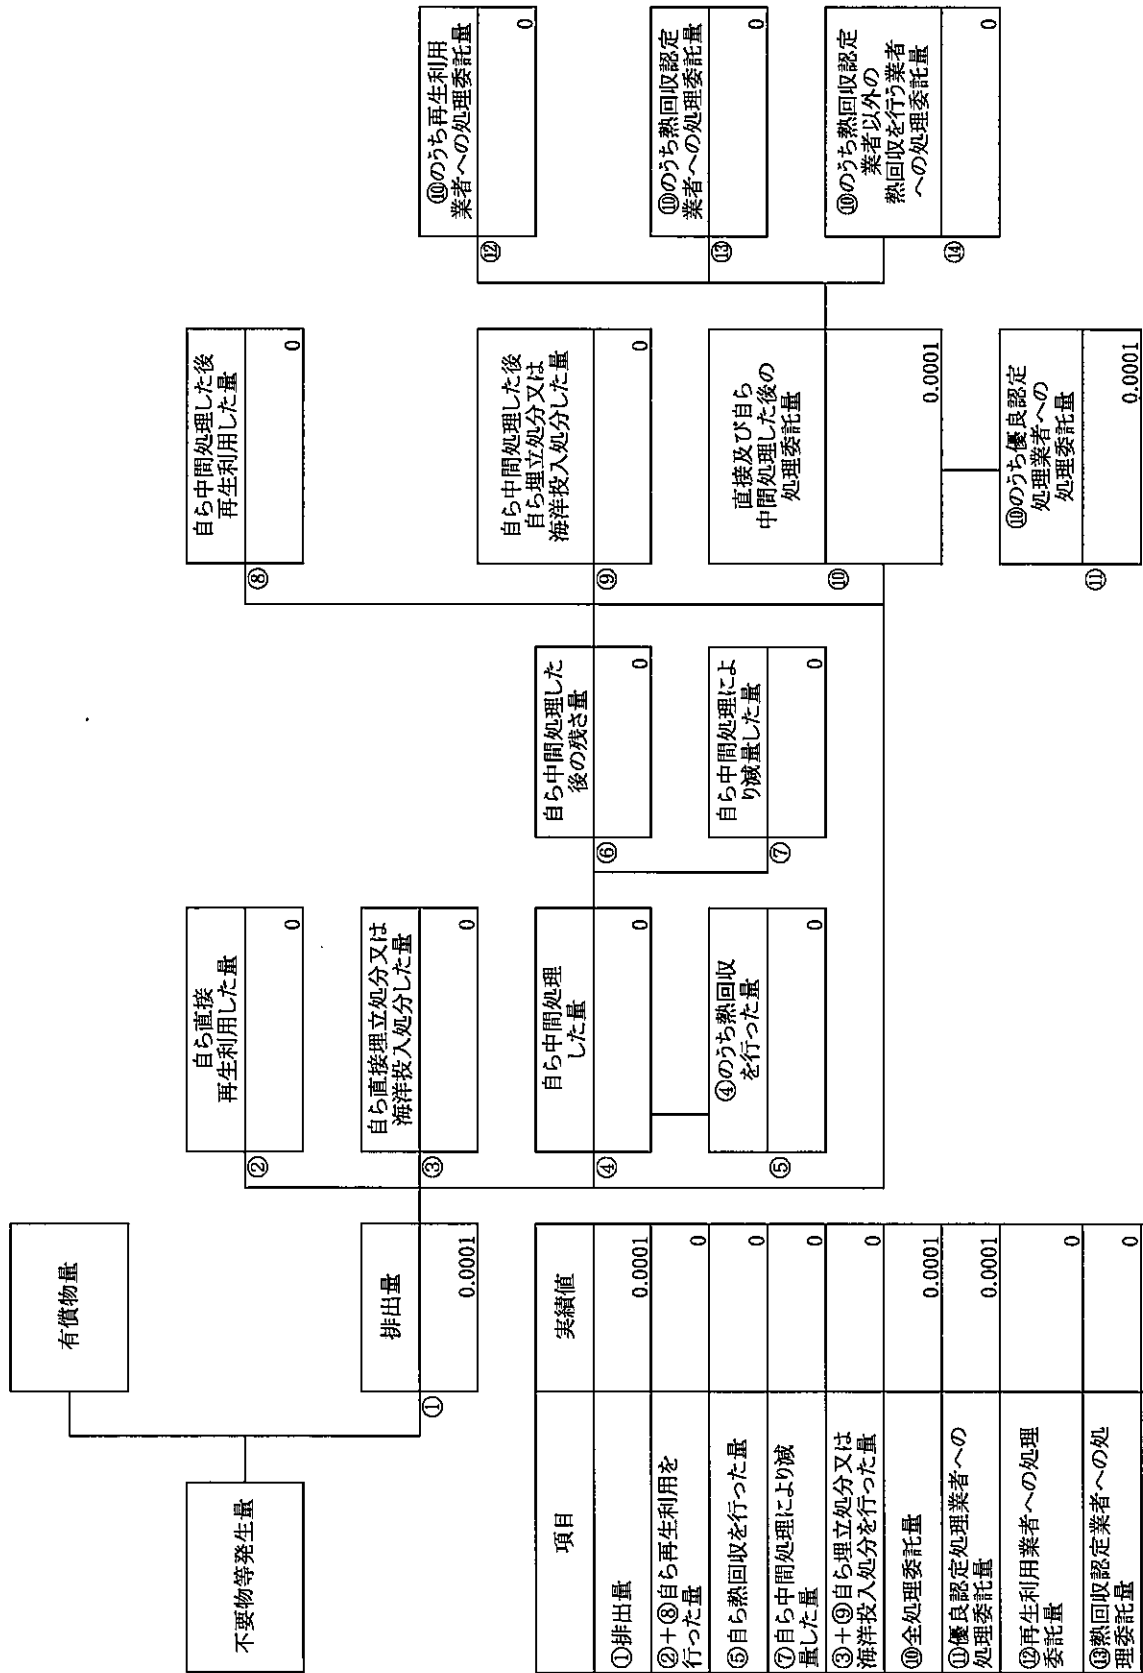 有償物量
不要物等発生量
排出量
①
0.0001
自ら直接
再生利用した量
②
0
自ら直接埋立処分又は
海洋投入処分した量
③
0
自ら中間処理
した量
④
0
④のうち熱回収
を行った量
⑤
0
自ら中間処理した
後の残さ量
⑥
0
自ら中間処理によ
り減量した量
⑦
0
自ら中間処理した後
再生利用した量
⑧
0
自ら中間処理した後
自ら埋立処分又は
海洋投入処分した量
⑨
0
直接及び自ら
中間処理した後の
処理委託量
⑩
0.0001
⑩のうち優良認定
処理業者への
処理委託量
⑪
0.0001
⑩のうち再生利用
業者への処理委託量
⑫
0
⑩のうち熱回収認定
業者への処理委託量
⑬
0
⑩のうち熱回収認定
業者以外の
熱回収を行う業者
への処理委託量
⑭
0
項目
実績値
①排出量
0.0001
②+⑧自ら再生利用を
行った量
0
⑤自ら熱回収を行った量
0
⑦自ら中間処理により減
量した量
0
③+⑨自ら埋立処分又は
海洋投入処分を行った量
0
⑩全処理委託量
0.0001
⑪優良認定処理業者への
処理委託量
0.0001
⑫再生利用業者への処理
委託量
0
⑬熱回収認定業者への処
理委託量
0